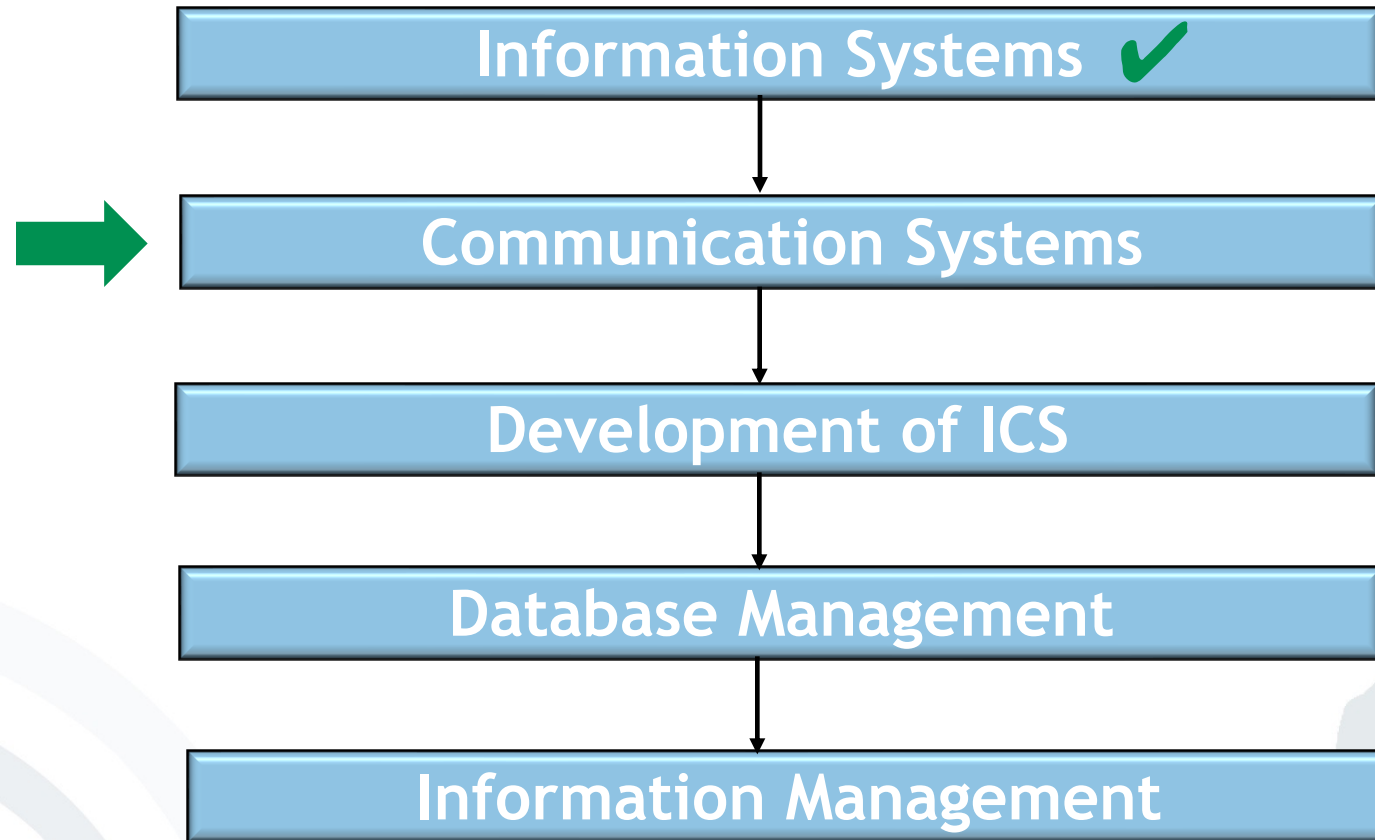 Information Systems ✔
Communication Systems
Development of ICS
Database Management
Information Management